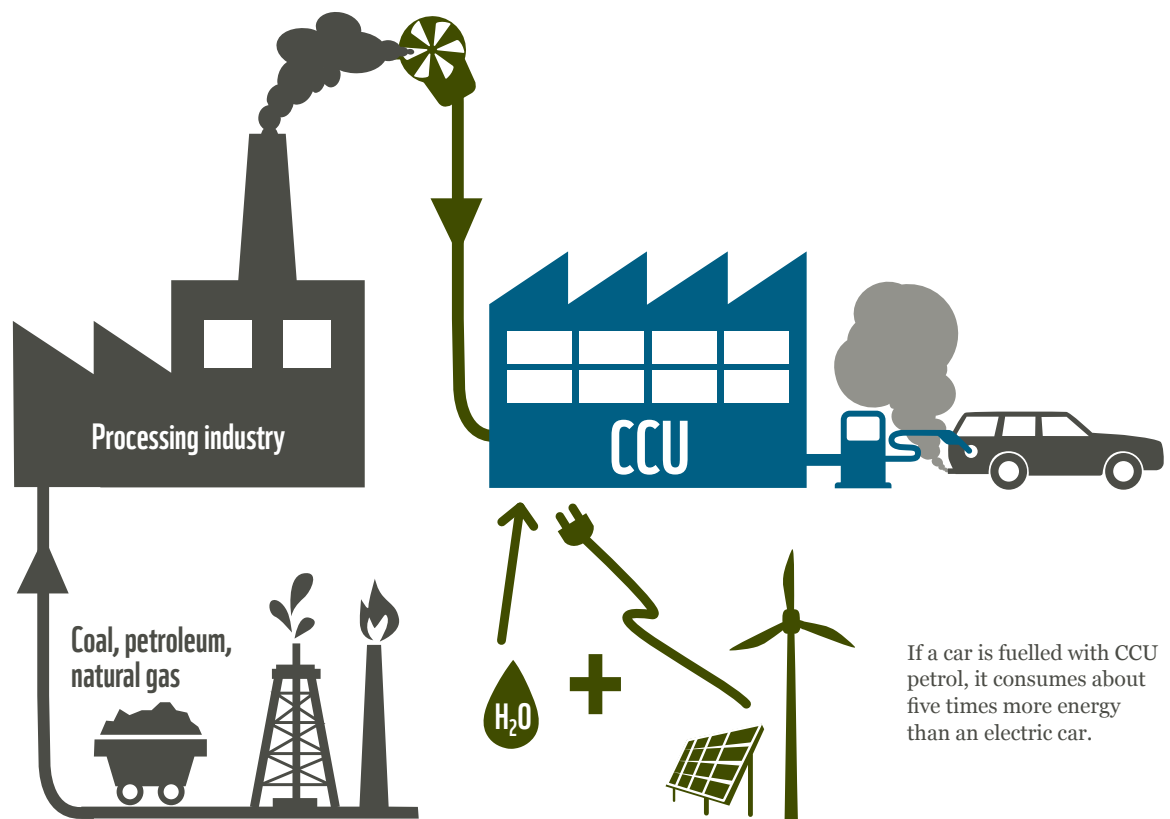 Processing industry
CCU
Coal, petroleum,
natural gas
H₂O
If a car is fuelled with CCU
petrol, it consumes about
five times more energy
than an electric car.